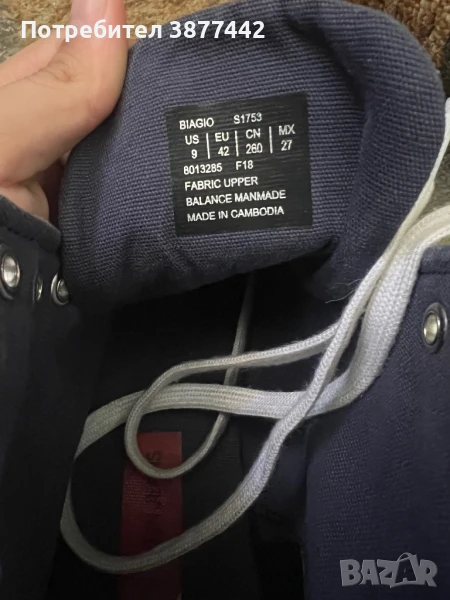 Потребител 3877442
BIAGIO S1753
US EU CN MX
9 42 260 27
8013285 F18
FABRIC UPPER
BALANCE MANMADE
MADE IN CAMBODIA
BAZAR